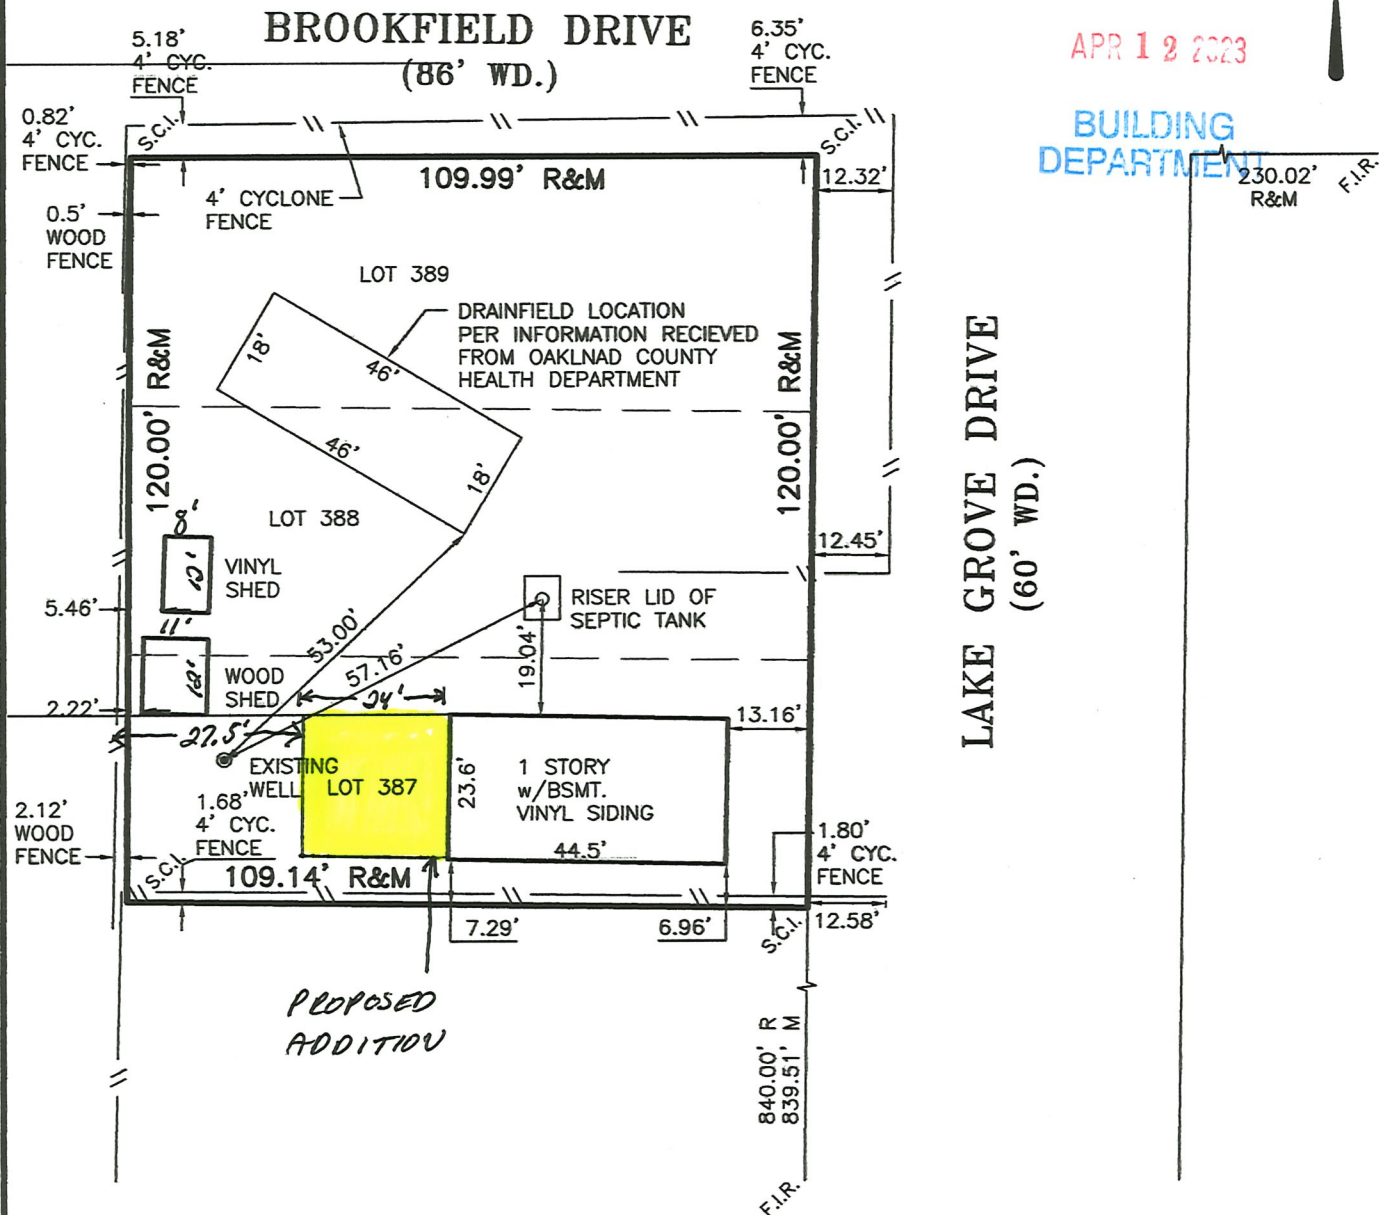 BROOKFIELD DRIVE
(86' WD.)
5.18'
4' CYC.
FENCE
6.35'
4' CYC.
FENCE
APR 12 2023
BUILDING
DEPARTMENT
230.02'
R&M
F.I.R.
0.82'
4' CYC.
FENCE
S.C.I.
S.C.I.
109.99' R&M
12.32'
4' CYCLONE
FENCE
0.5'
WOOD
FENCE
LOT 389
DRAINFIELD LOCATION
PER INFORMATION RECIEVED
FROM OAKLNAD COUNTY
HEALTH DEPARTMENT
18'
46'
46'
18'
120.00' R&M
120.00' R&M
LAKE GROVE DRIVE
(60' WD.)
LOT 388
8'
12'
VINYL
SHED
12.45'
5.46'
RISER LID OF
SEPTIC TANK
11'
12'
WOOD
SHED
53.00'
57.16'
19.04'
24'
2.22'
27.5'
13.16'
EXISTING
WELL
LOT 387
23.6'
1 STORY
w/BSMT.
VINYL SIDING
44.5'
2.12'
WOOD
FENCE
1.68'
4' CYC.
FENCE
1.80'
4' CYC.
FENCE
S.C.I.
109.14' R&M
7.29'
6.96'
S.C.I.
12.58'
PROPOSED
ADDITION
840.00' R
839.51' M
F.I.R.